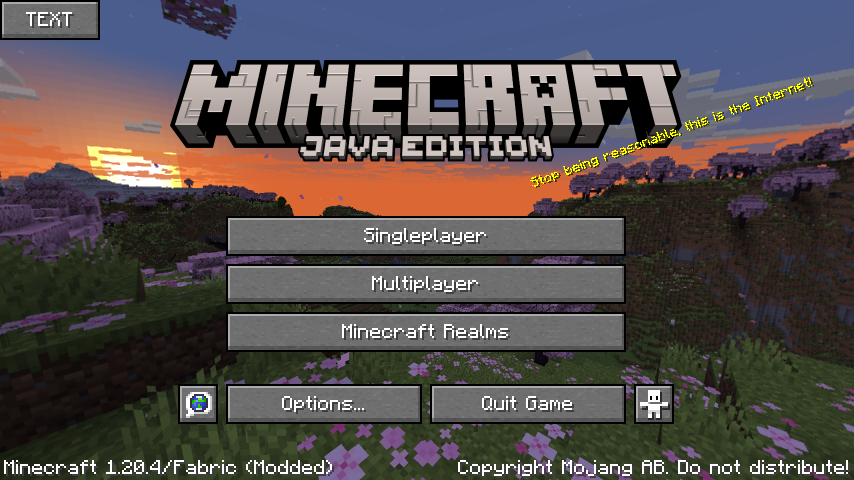 TEXT
MINECRAFT
JAVA EDITION
Stop being reasonable, this is the Internet!
Singleplayer
Multiplayer
Minecraft Realms
Options...
Quit Game
Minecraft 1.20.4/Fabric (Modded)
Copyright Mojang AB. Do not distribute!